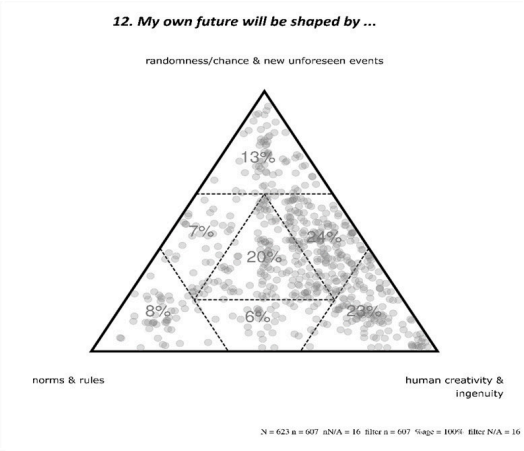 12. My own future will be shaped by ...
randomness/chance & new unforeseen events
13%
7%
24%
20%
8%
6%
23%
norms & rules
human creativity &
ingenuity
N = 623 n = 607 nN/A = 16 filter n = 607 %age = 100% filter N/A = 16